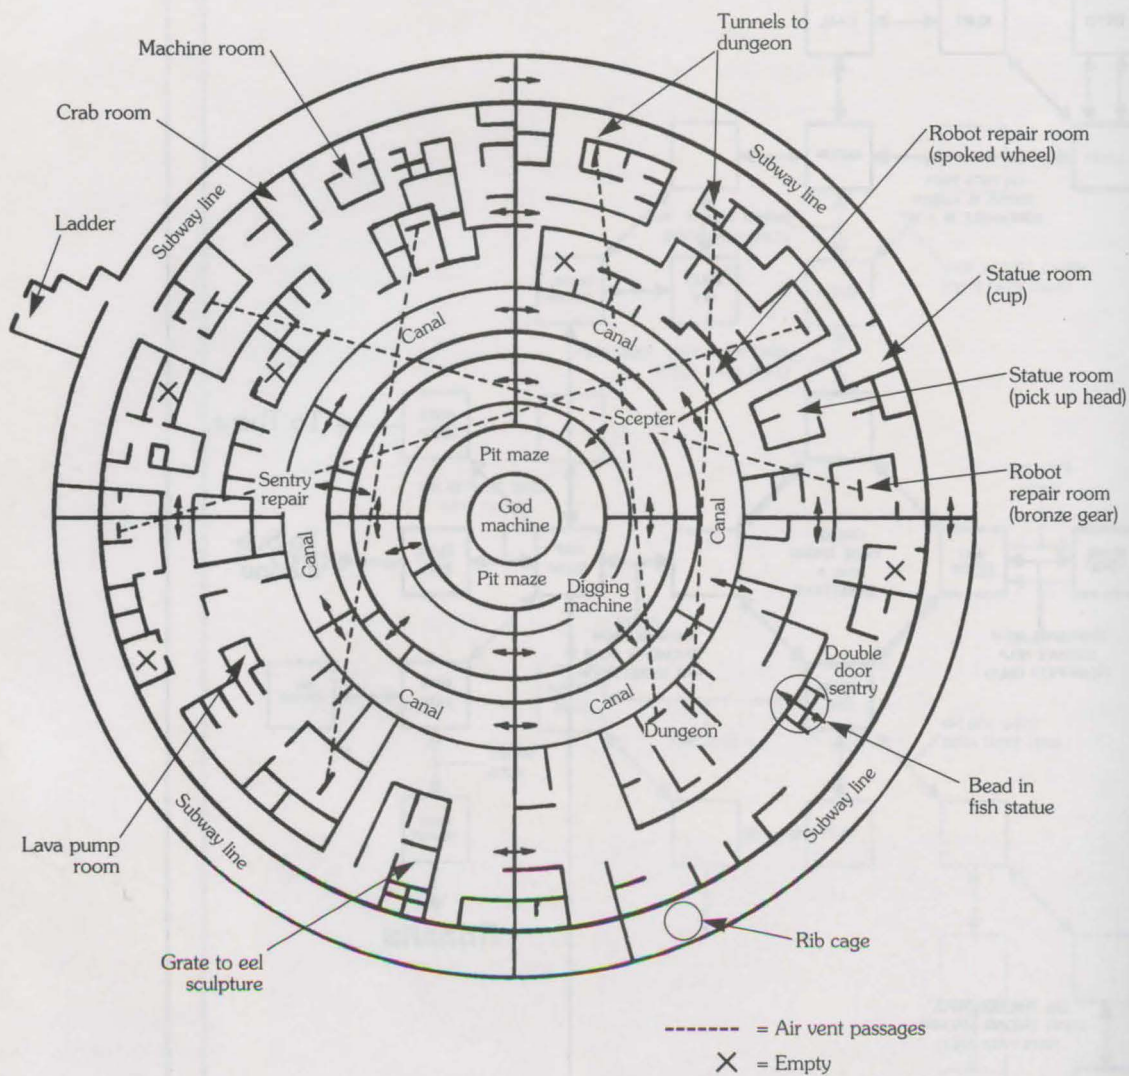 Tunnels to
dungeon
Machine room
Crab room
Robot repair room
(spoked wheel)
Subway line
Subway line
Ladder
Statue room
(cup)
Canal
Canal
Statue room
(pick up head)
Scepter
Pit maze
Sentry
repair
Robot
repair room
(bronze gear)
God
machine
Canal
Canal
Pit maze
Digging
machine
Double
door
sentry
Canal
Canal
Dungeon
Bead in
fish statue
Subway line
Subway line
Lava pump
room
Rib cage
Grate to eel
sculpture
= Air vent passages
= Empty